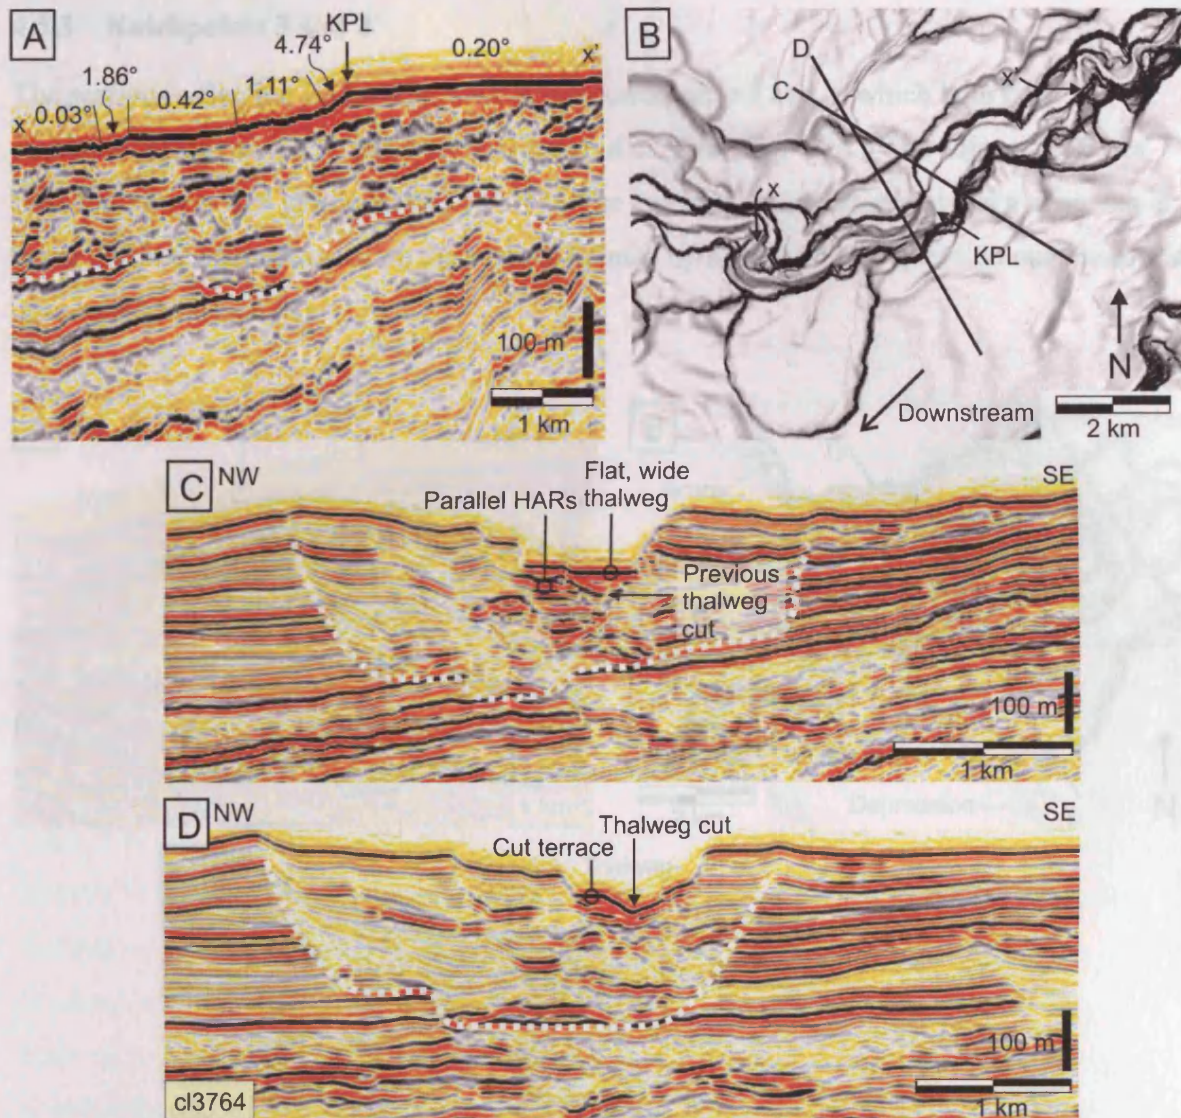 A
KPL
4.74°
0.20°
x'
1.86°
1.11°
0.42°
x
0.03°
100 m
1 km
B
D
x'
C
x
KPL
N
Downstream
2 km
C
NW
Flat, wide
thalweg
SE
Parallel HARs
Previous
thalweg
cut
100 m
1 km
D
NW
Thalweg cut
SE
Cut terrace
100 m
cl3764
1 km